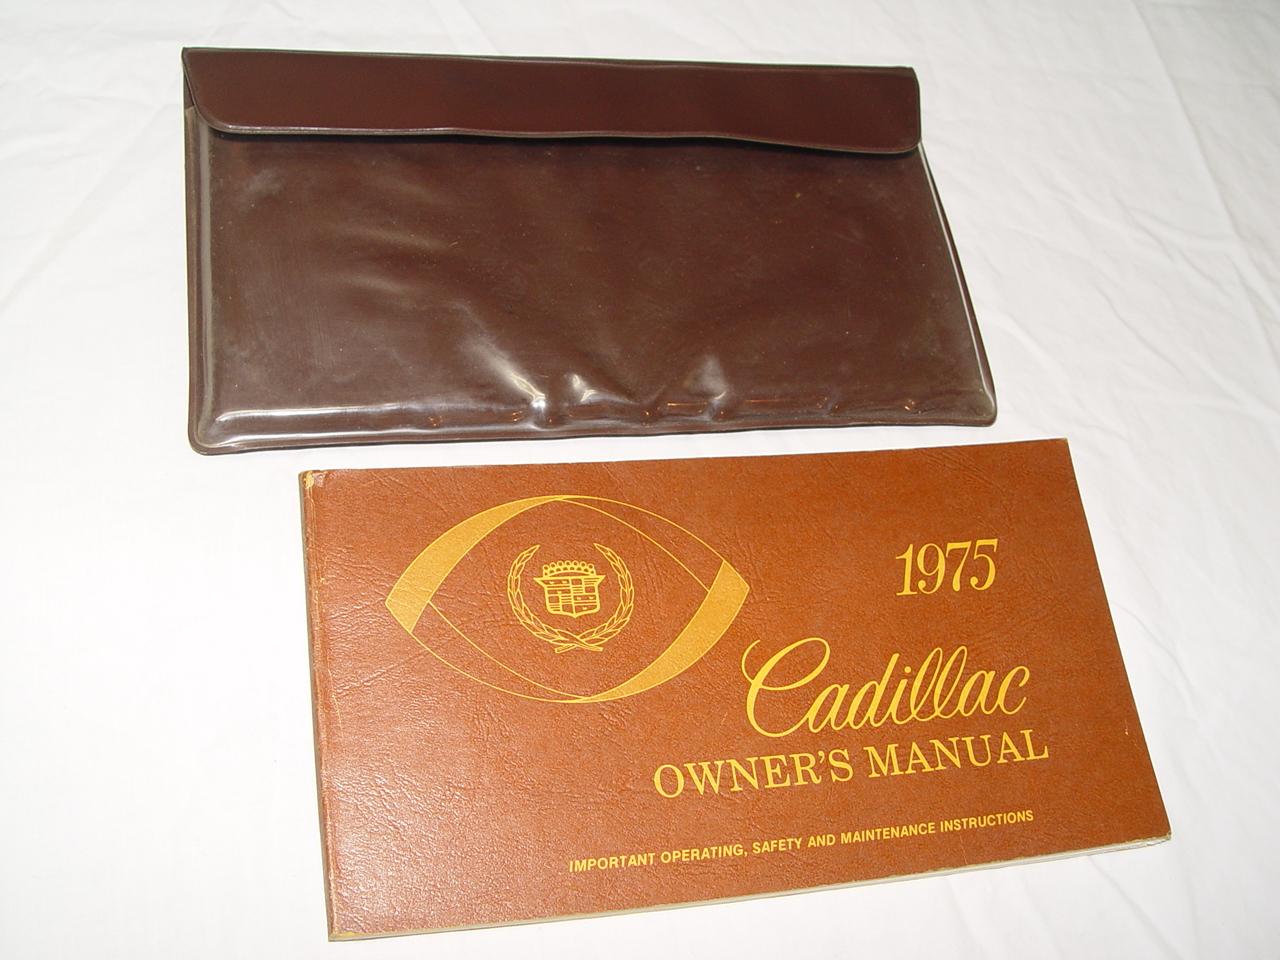 1975
Cadillac
OWNER'S MANUAL
IMPORTANT OPERATING, SAFETY AND MAINTENANCE INSTRUCTIONS